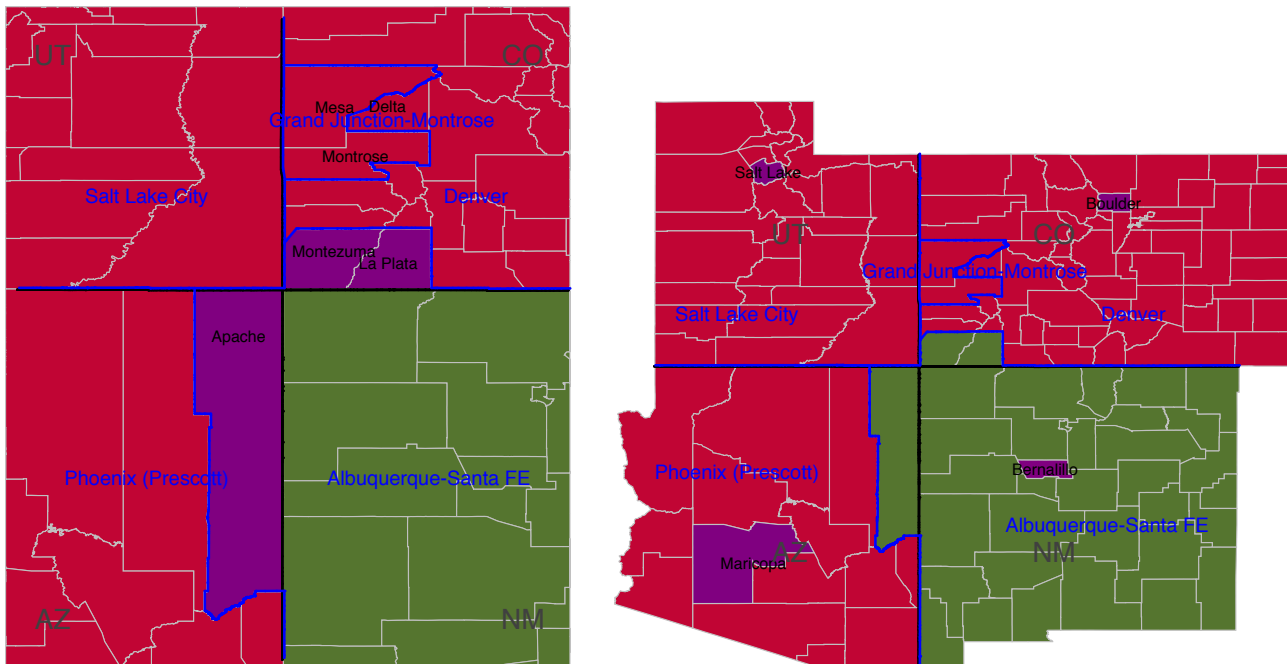 UT
CO
Mesa
Delta
Grand Junction-Montrose
Montrose
Salt Lake City
Denver
Montezuma
La Plata
Apache
Phoenix (Prescott)
Albuquerque-Santa FE
AZ
NM
Salt Lake
Boulder
UT
CO
Grand Junction-Montrose
Salt Lake City
Denver
Phoenix (Prescott)
Bernalillo
Albuquerque-Santa FE
Maricopa
AZ
NM